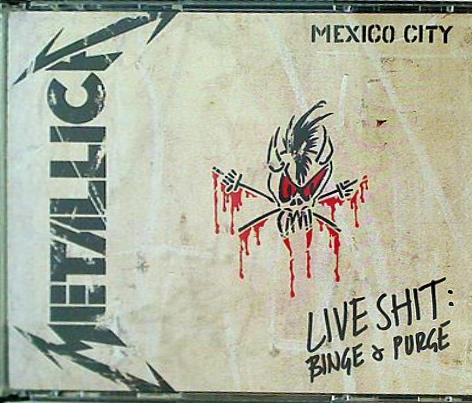 METALLICA
MEXICO CITY
LIVE SHIT:
BINGE & PURGE